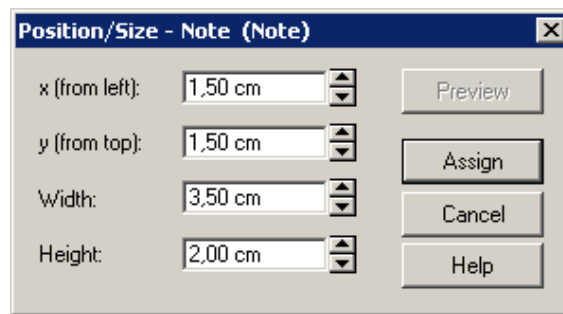 Position/Size - Note (Note)
x (from left): 1,50 cm
Preview
y (from top): 1,50 cm
Assign
Width: 3,50 cm
Cancel
Height: 2,00 cm
Help